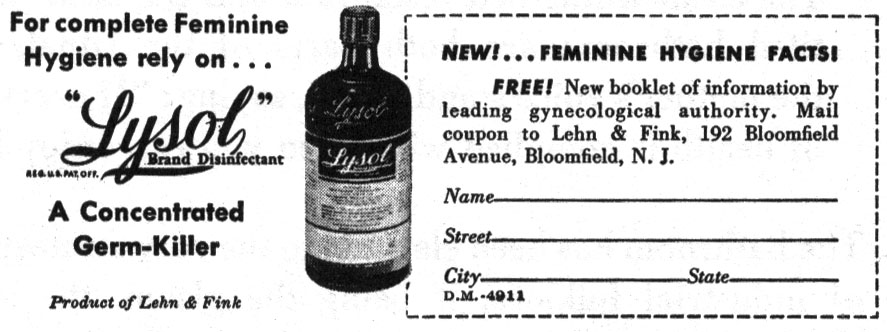 For complete Feminine
Hygiene rely on...
"Lysol"
Brand Disinfectant
REG. U.S. PAT. OFF.
A Concentrated
Germ-Killer
Product of Lehn & Fink
Lysol
Lysol
NEW!...FEMININE HYGIENE FACTS!
FREE! New booklet of information by
leading gynecological authority. Mail
coupon to Lehn & Fink, 192 Bloomfield
Avenue, Bloomfield, N. J.
Name
Street
City State
D.M.-4911